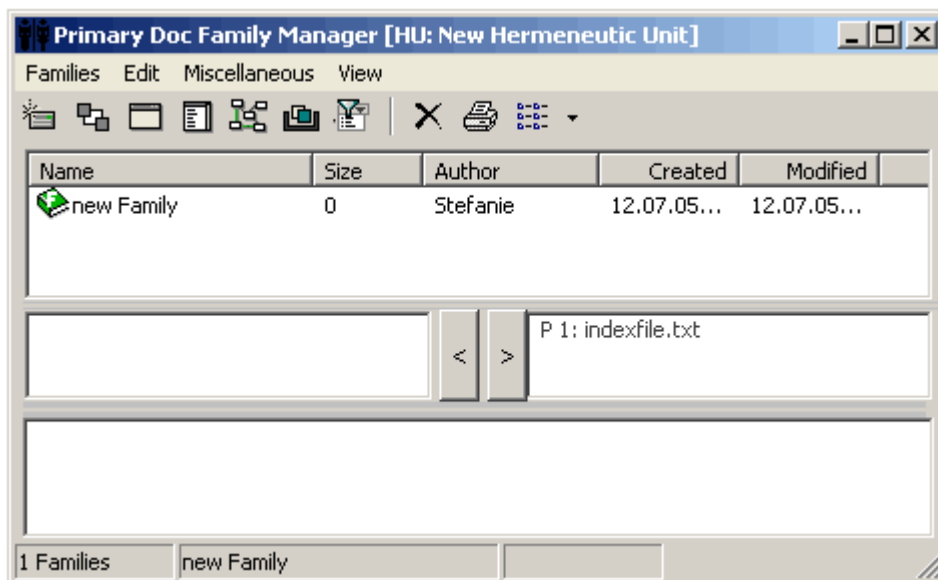 Primary Doc Family Manager [HU: New Hermeneutic Unit]
Families Edit Miscellaneous View
Name Size Author Created Modified
new Family 0 Stefanie 12.07.05... 12.07.05...
P 1: indexfile.txt
< >
1 Families new Family